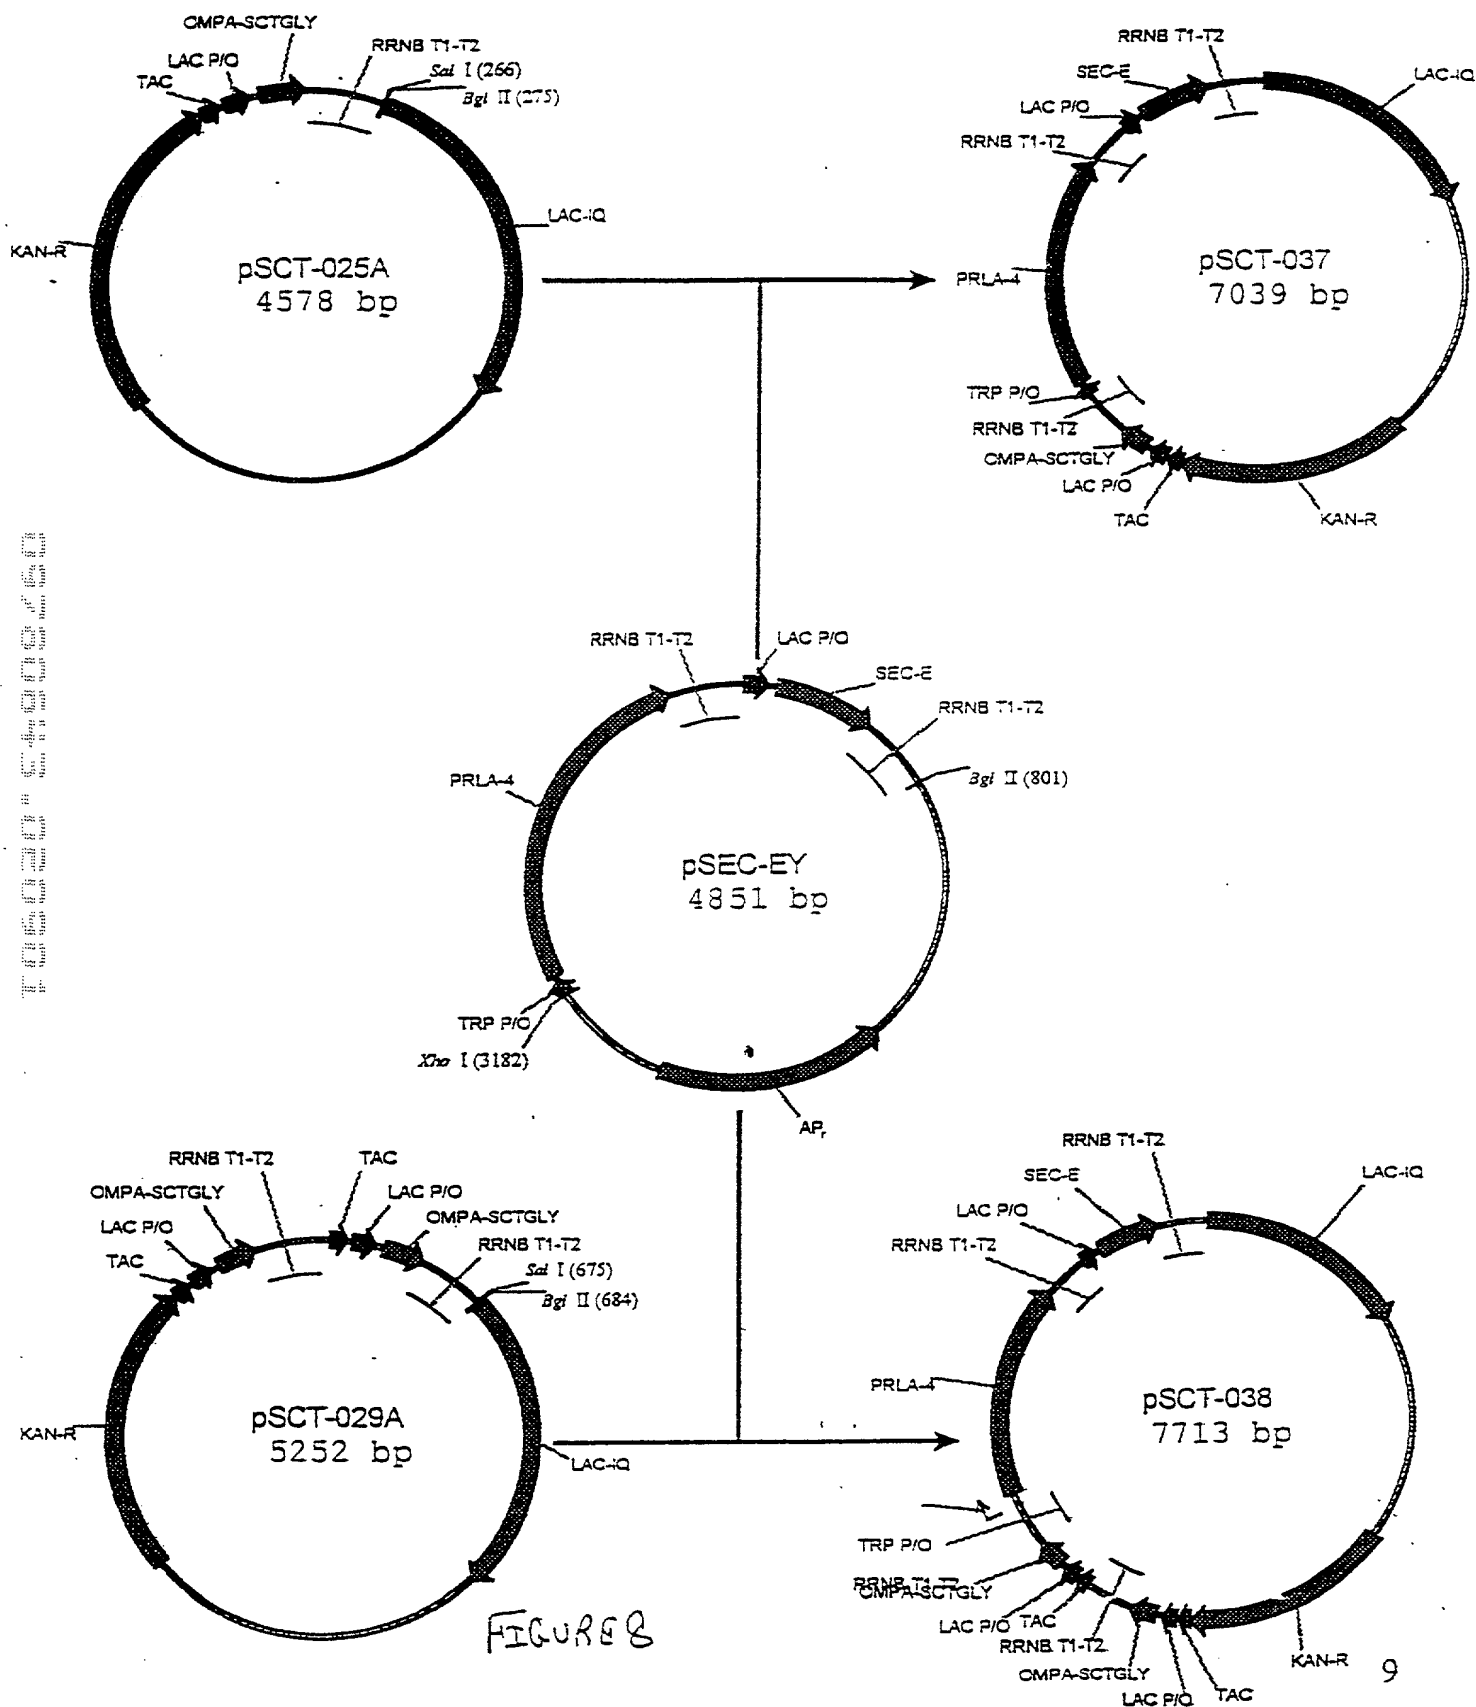 OMPA-SCTGLY
LAC P/O
TAC
RRNB T1-T2
Sal I (266)
Bgl II (275)
LAC-iQ
KAN-R
pSCT-025A
4578 bp
RRNB T1-T2
SEC-E
LAC-iQ
LAC P/O
RRNB T1-T2
PRLA-4
pSCT-037
7039 bp
TRP P/O
RRNB T1-T2
OMPA-SCTGLY
LAC P/O
TAC
KAN-R
RRNB T1-T2
LAC P/O
SEC-E
RRNB T1-T2
Bgl II (801)
PRLA-4
pSEC-EY
4851 bp
TRP P/O
Xho I (3182)
APr
RRNB T1-T2
TAC
OMPA-SCTGLY
LAC P/O
LAC P/O
OMPA-SCTGLY
TAC
RRNB T1-T2
Sal I (675)
Bgl II (684)
KAN-R
pSCT-029A
5252 bp
LAC-iQ
RRNB T1-T2
SEC-E
LAC-iQ
LAC P/O
RRNB T1-T2
PRLA-4
pSCT-038
7713 bp
TRP P/O
RRNB T1-T2
OMPA-SCTGLY
LAC P/O
TAC
RRNB T1-T2
OMPA-SCTGLY
LAC P/O
TAC
KAN-R
FIGURE 8
9